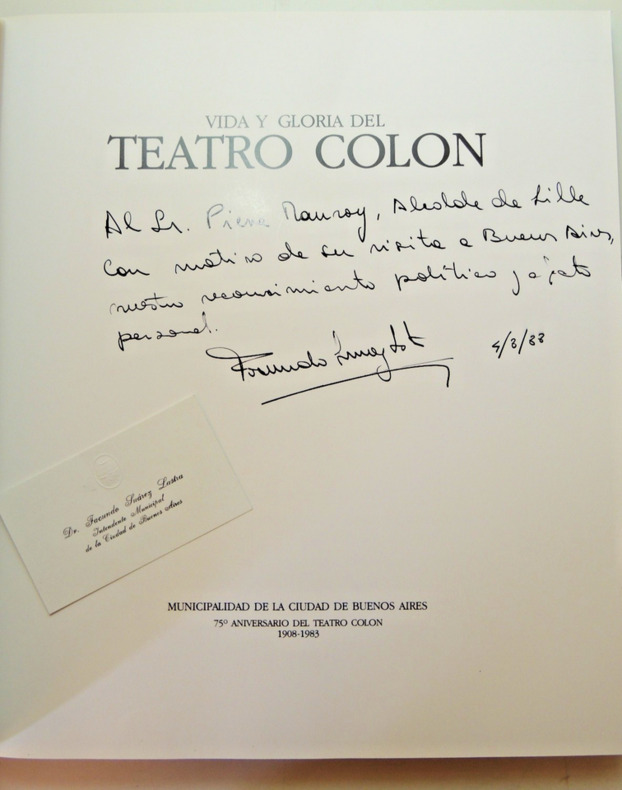 VIDA Y GLORIA DEL
TEATRO COLON
Al Sr. Pierre Mauroy, Alcalde de Lille
con motivo de su visita a Buenos Aires,
nuestro reconocimiento político y afecto
personal.
4/8/88
Dr. Facundo Suárez Lastra
Intendente Municipal
de la Ciudad de Buenos Aires
MUNICIPALIDAD DE LA CIUDAD DE BUENOS AIRES
75º ANIVERSARIO DEL TEATRO COLON
1908-1983